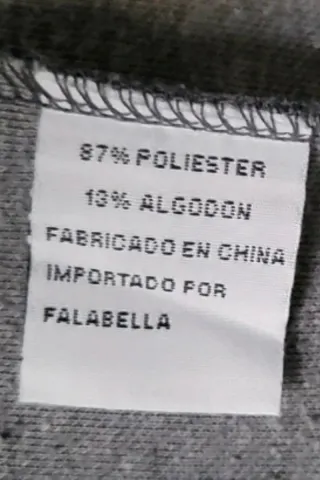 87% POLIESTER
13% ALGODON
FABRICADO EN CHINA
IMPORTADO POR
FALABELLA